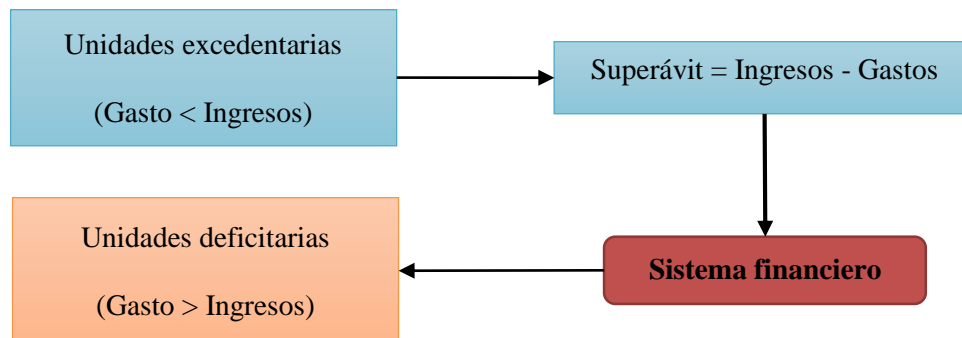 Unidades excedentarias
(Gasto < Ingresos)
Superávit = Ingresos - Gastos
Unidades deficitarias
(Gasto > Ingresos)
Sistema financiero